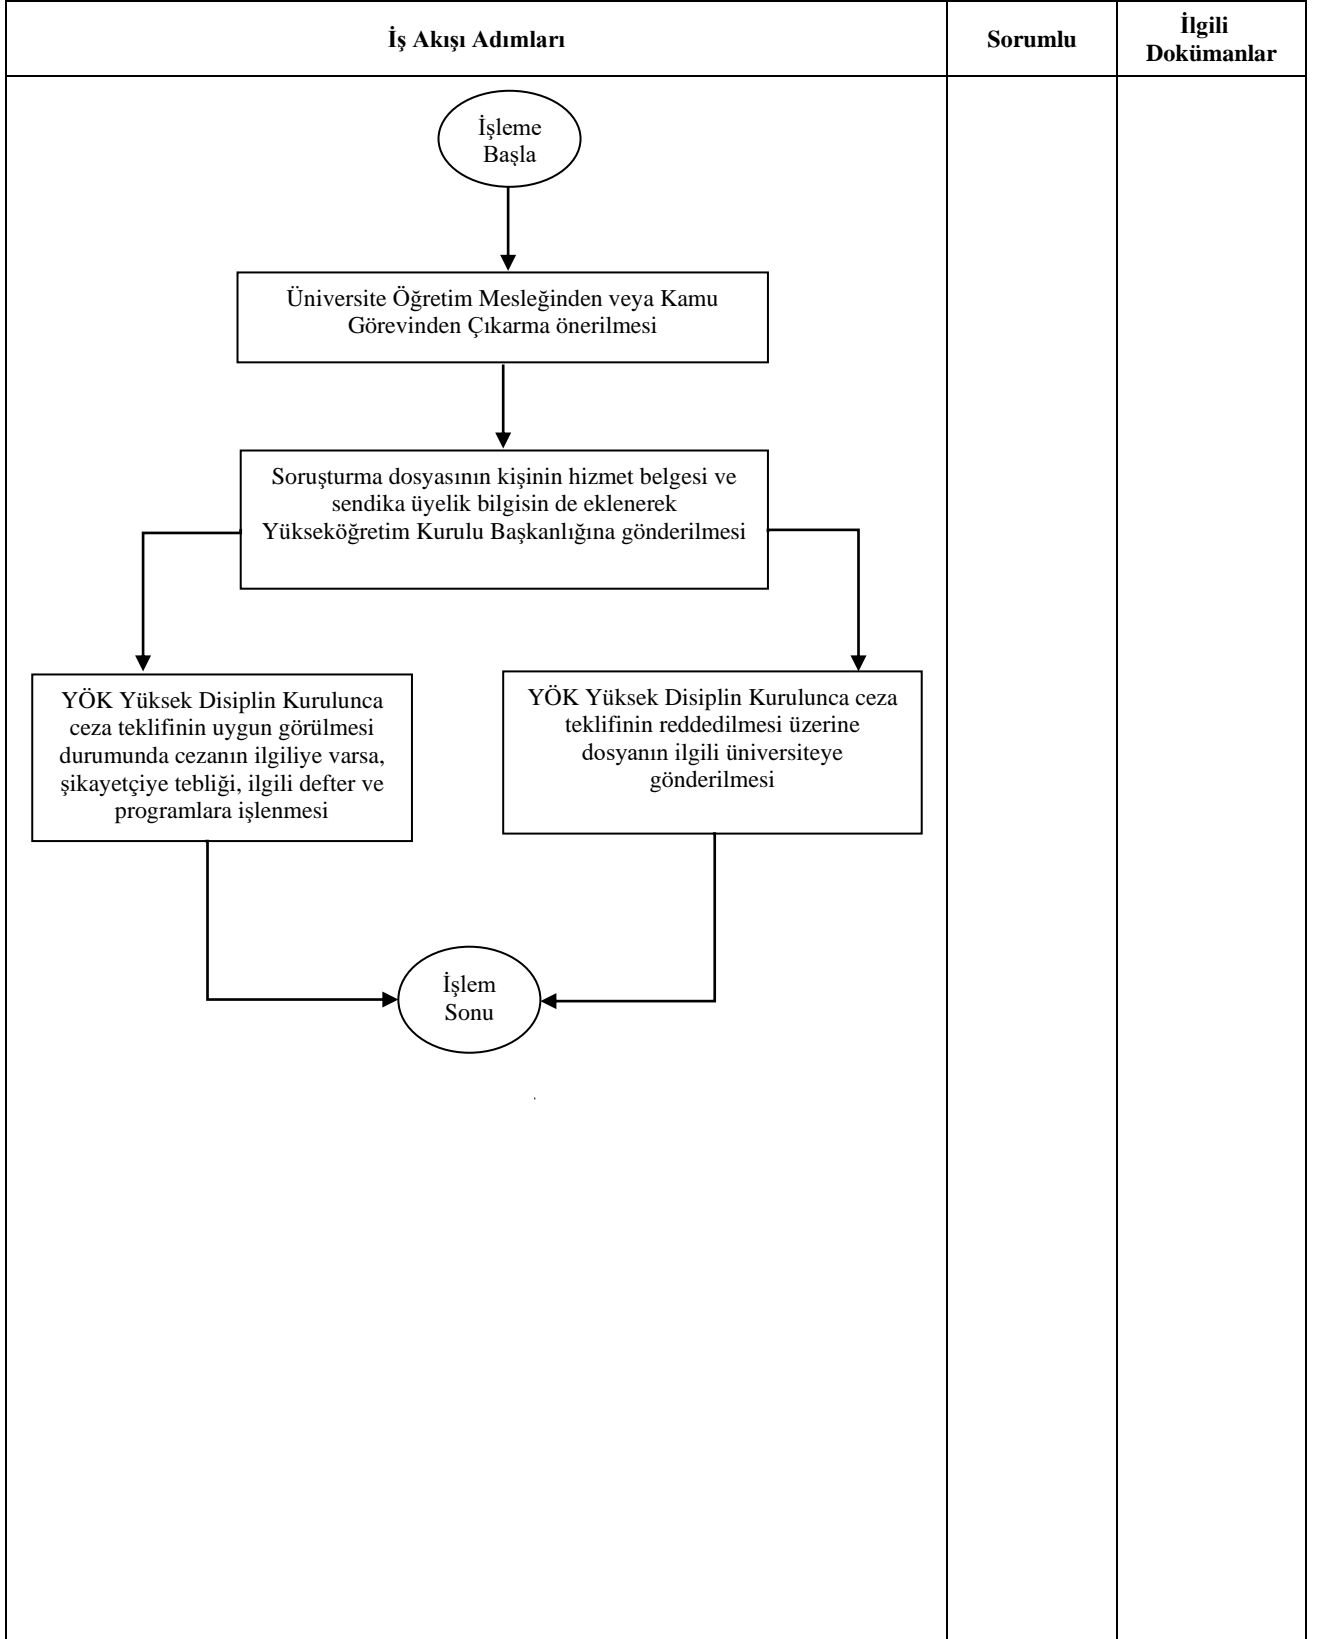 İş Akışı Adımları
Sorumlu
İlgili
Dokümanlar
İşleme
Başla
Üniversite Öğretim Mesleğinden veya Kamu
Görevinden Çıkarma önerilmesi
Soruşturma dosyasının kişinin hizmet belgesi ve
sendika üyelik bilgisin de eklenerek
Yükseköğretim Kurulu Başkanlığına gönderilmesi
YÖK Yüksek Disiplin Kurulunca
ceza teklifinin uygun görülmesi
durumunda cezanın ilgiliye varsa,
şikayetçiye tebliği, ilgili defter ve
programlara işlenmesi
YÖK Yüksek Disiplin Kurulunca ceza
teklifinin reddedilmesi üzerine
dosyanın ilgili üniversiteye
gönderilmesi
İşlem
Sonu